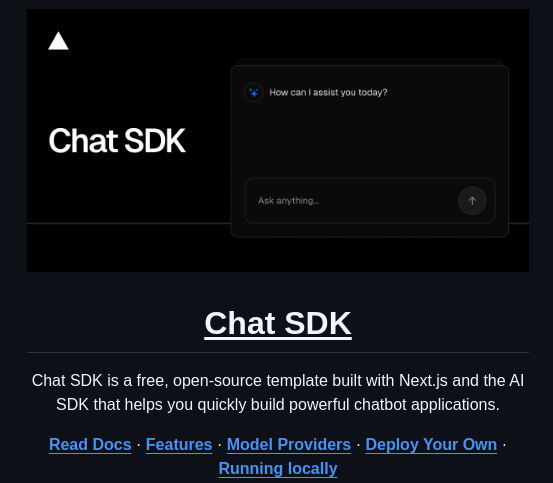 Chat SDK
How can I assist you today?
Ask anything...
Chat SDK
Chat SDK is a free, open-source template built with Next.js and the AI
SDK that helps you quickly build powerful chatbot applications.
Read Docs · Features · Model Providers · Deploy Your Own ·
Running locally